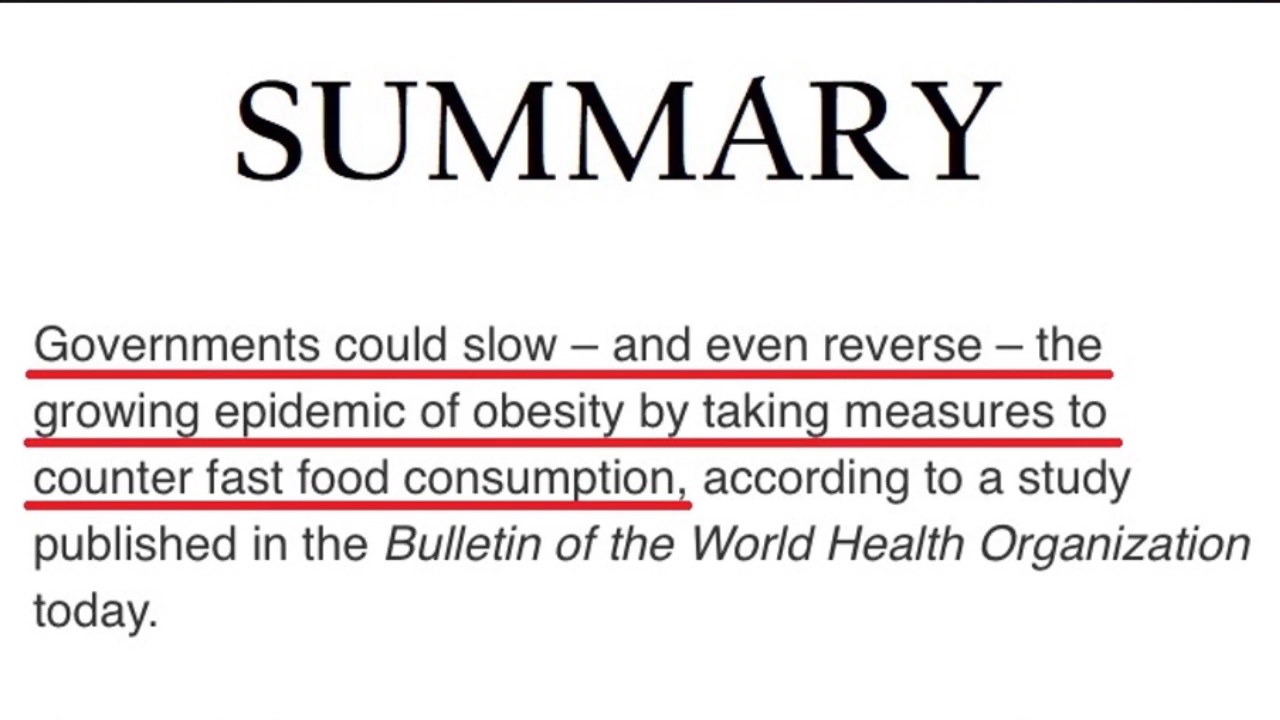 SUMMARY
Governments could slow – and even reverse – the
growing epidemic of obesity by taking measures to
counter fast food consumption, according to a study
published in the Bulletin of the World Health Organization
today.